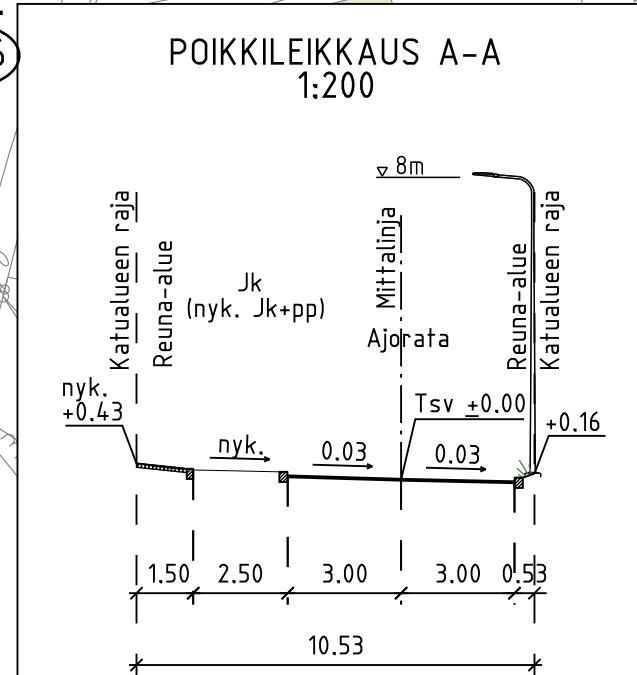 POIKKILEIKKAUS A-A
1:200
8m
Katualueen raja
Reuna-alue
Jk
(nyk. Jk+pp)
Mittalinja
Ajorata
Reuna-alue
Katualueen raja
nyk.
+0.43
nyk.
0.03
Tsv ±0.00
0.03
+0.16
1.50 2.50 3.00 3.00 0.53
10.53